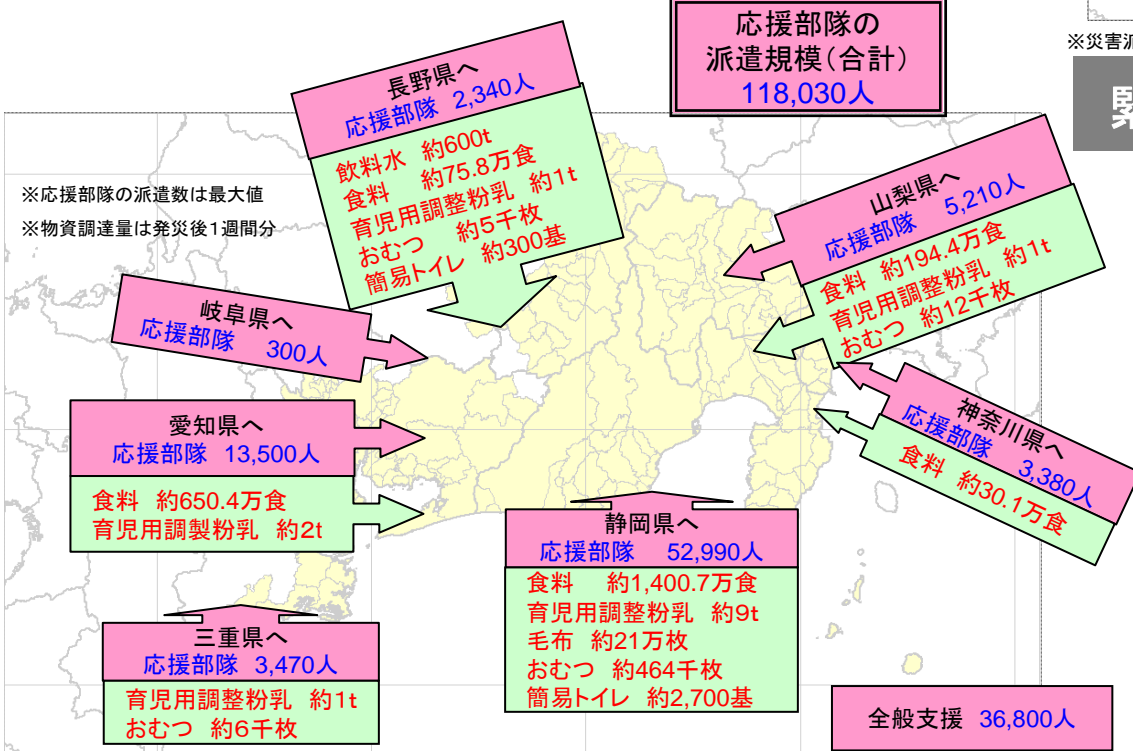 応援部隊の
派遣規模(合計)
118,030人
※災害派
緊
長野県へ
応援部隊 2,340人
飲料水 約600t
食料 約75.8万食
育児用調整粉乳 約1t
おむつ 約5千枚
簡易トイレ 約300基
※応援部隊の派遣数は最大値
※物資調達量は発災後1週間分
山梨県へ
応援部隊 5,210人
食料 約194.4万食
育児用調整粉乳 約1t
おむつ 約12千枚
岐阜県へ
応援部隊 300人
神奈川県へ
応援部隊 3,380人
食料 約30.1万食
愛知県へ
応援部隊 13,500人
食料 約650.4万食
育児用調製粉乳 約2t
静岡県へ
応援部隊 52,990人
食料 約1,400.7万食
育児用調整粉乳 約9t
毛布 約21万枚
おむつ 約464千枚
簡易トイレ 約2,700基
三重県へ
応援部隊 3,470人
育児用調整粉乳 約1t
おむつ 約6千枚
全般支援 36,800人